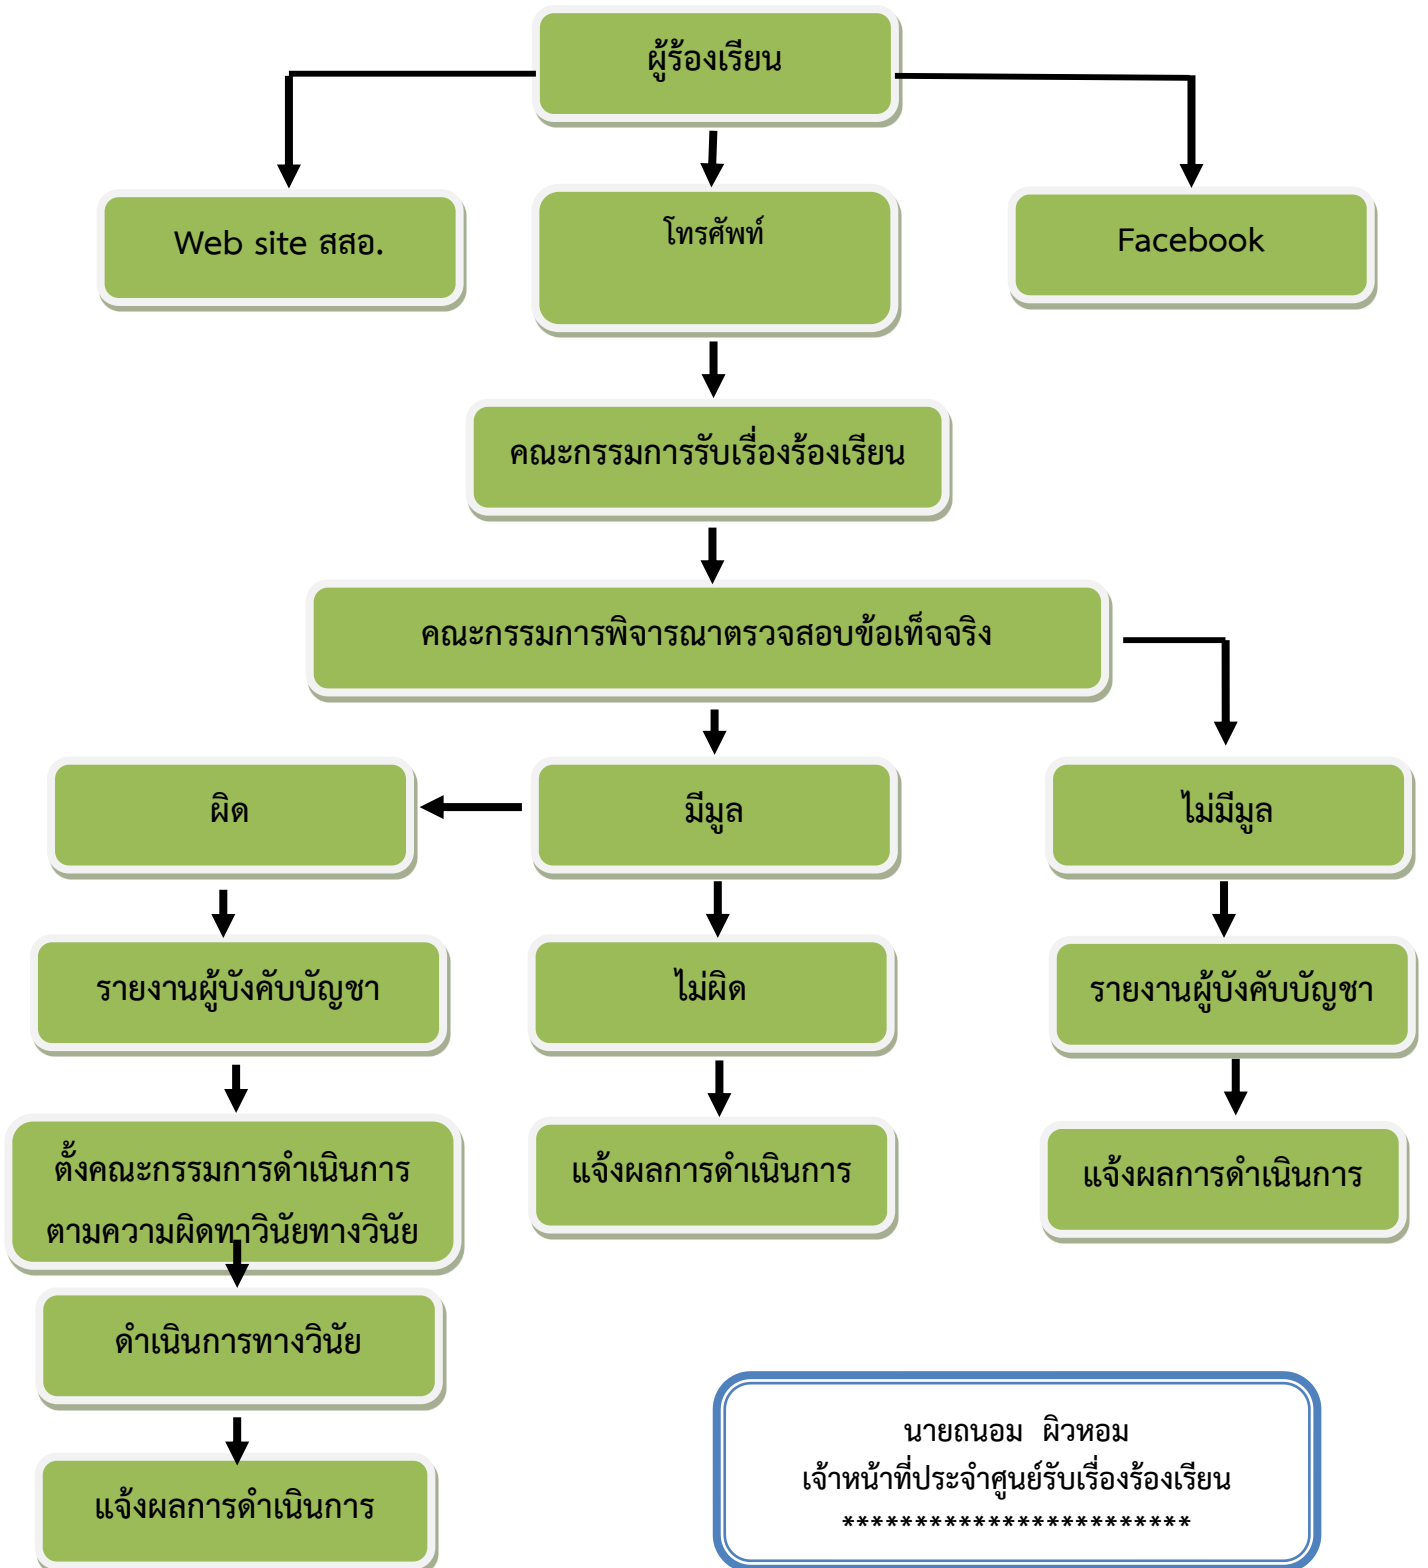 ผู้ร้องเรียน
Web site สสอ.
โทรศัพท์
Facebook
คณะกรรมการรับเรื่องร้องเรียน
คณะกรรมการพิจารณาตรวจสอบข้อเท็จจริง
ผิด
มีมูล
ไม่มีมูล
รายงานผู้บังคับบัญชา
ไม่ผิด
รายงานผู้บังคับบัญชา
ตั้งคณะกรรมการดำเนินการ
ตามความผิดทาวินัยทางวินัย
แจ้งผลการดำเนินการ
แจ้งผลการดำเนินการ
ดำเนินการทางวินัย
แจ้งผลการดำเนินการ
นายถนอม ผิวหอม
เจ้าหน้าที่ประจำศูนย์รับเรื่องร้องเรียน
************************